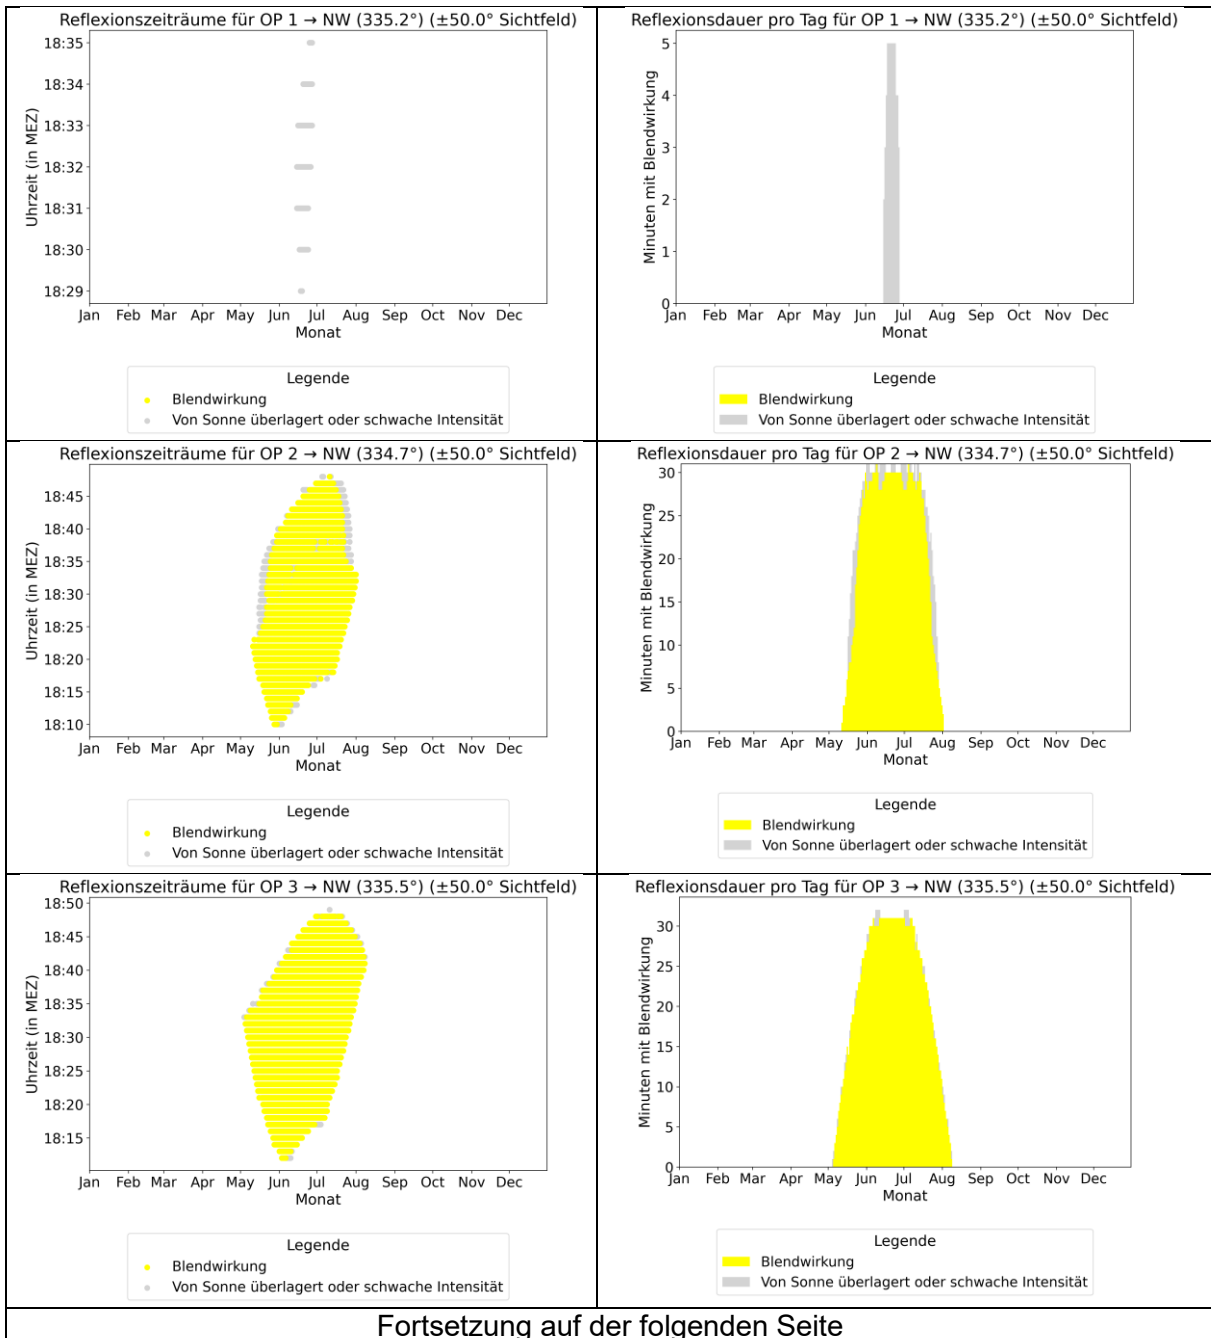 Reflexionszeiträume für OP 1 → NW (335.2°) (±50.0° Sichtfeld)
Uhrzeit (in MEZ)
18:35
18:34
18:33
18:32
18:31
18:30
18:29
Jan Feb Mar Apr May Jun Jul Aug Sep Oct Nov Dec
Monat
Legende
Blendwirkung
Von Sonne überlagert oder schwache Intensität
Reflexionsdauer pro Tag für OP 1 → NW (335.2°) (±50.0° Sichtfeld)
Minuten mit Blendwirkung
5
4
3
2
1
0
Jan Feb Mar Apr May Jun Jul Aug Sep Oct Nov Dec
Monat
Legende
Blendwirkung
Von Sonne überlagert oder schwache Intensität
Reflexionszeiträume für OP 2 → NW (334.7°) (±50.0° Sichtfeld)
Uhrzeit (in MEZ)
18:45
18:40
18:35
18:30
18:25
18:20
18:15
18:10
Jan Feb Mar Apr May Jun Jul Aug Sep Oct Nov Dec
Monat
Legende
Blendwirkung
Von Sonne überlagert oder schwache Intensität
Reflexionsdauer pro Tag für OP 2 → NW (334.7°) (±50.0° Sichtfeld)
Minuten mit Blendwirkung
30
25
20
15
10
5
0
Jan Feb Mar Apr May Jun Jul Aug Sep Oct Nov Dec
Monat
Legende
Blendwirkung
Von Sonne überlagert oder schwache Intensität
Reflexionszeiträume für OP 3 → NW (335.5°) (±50.0° Sichtfeld)
Uhrzeit (in MEZ)
18:50
18:45
18:40
18:35
18:30
18:25
18:20
18:15
Jan Feb Mar Apr May Jun Jul Aug Sep Oct Nov Dec
Monat
Legende
Blendwirkung
Von Sonne überlagert oder schwache Intensität
Reflexionsdauer pro Tag für OP 3 → NW (335.5°) (±50.0° Sichtfeld)
Minuten mit Blendwirkung
30
25
20
15
10
5
0
Jan Feb Mar Apr May Jun Jul Aug Sep Oct Nov Dec
Monat
Legende
Blendwirkung
Von Sonne überlagert oder schwache Intensität
Fortsetzung auf der folgenden Seite